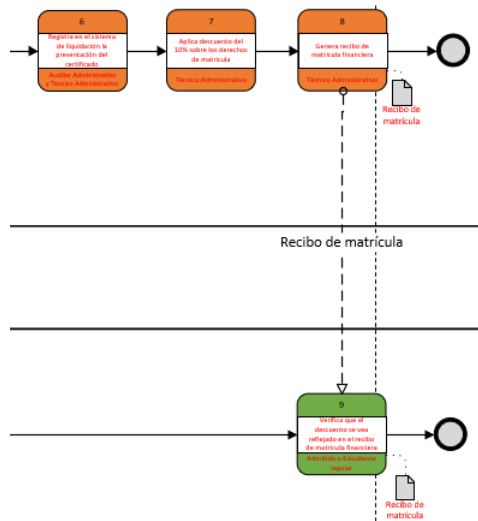 6
Registra en el sistema
de liquidación la
presentación del
certificado
Auxiliar Administrativo
y Técnico Administrativo
7
Aplica descuento del
10% sobre los derechos
de matrícula
Técnico Administrativo
8
Genera recibo de
matrícula financiera
Técnico Administrativo
Recibo de
matrícula
Recibo de matrícula
9
Verifica que el
descuento se vea
reflejado en el recibo
de matrícula financiera
Admitido o Estudiante
regular
Recibo de
matrícula